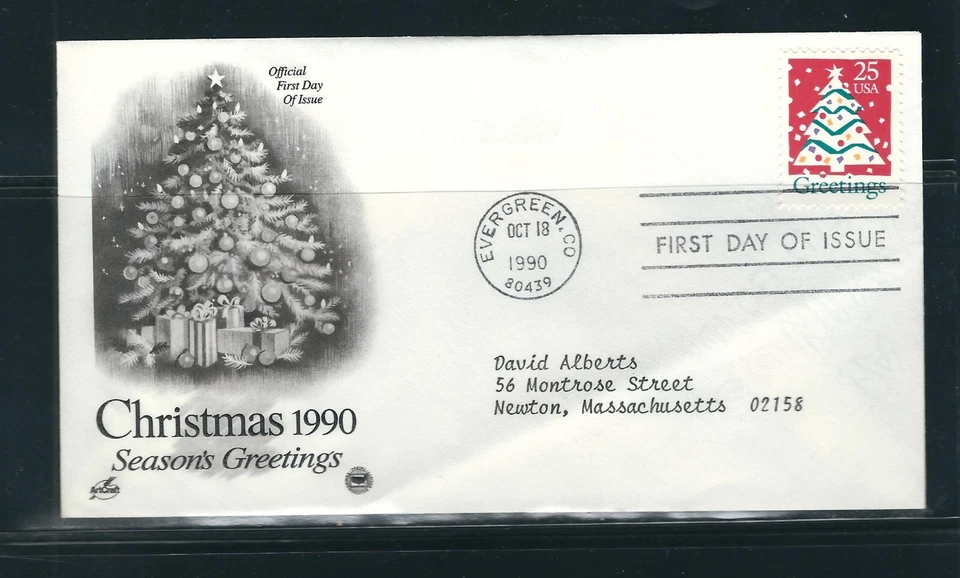 Official
First Day
Of Issue
25
USA
Greetings
EVERGREEN, CO
OCT 18
1990
80439
FIRST DAY OF ISSUE
David Alberts
56 Montrose Street
Newton, Massachusetts 02158
Christmas 1990
Season's Greetings
ArtCraft